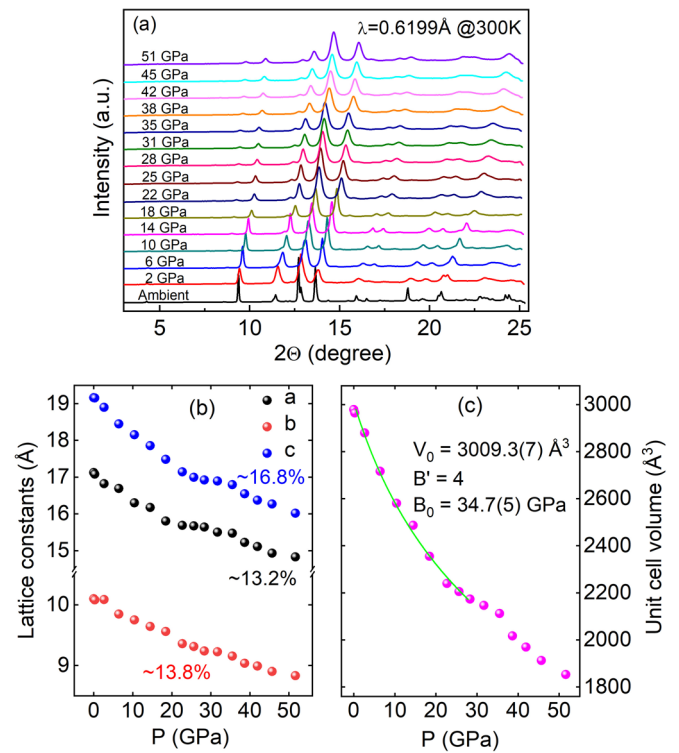 (a)
λ=0.6199Å @300K
51 GPa
45 GPa
42 GPa
38 GPa
35 GPa
31 GPa
28 GPa
25 GPa
22 GPa
18 GPa
14 GPa
10 GPa
6 GPa
2 GPa
Ambient
Intensity (a.u.)
5 10 15 20 25
2Θ (degree)
(b)
a
b
c
~16.8%
~13.2%
~13.8%
19
18
17
16
15
10
9
Lattice constants (Å)
0 10 20 30 40 50
P (GPa)
(c)
V₀ = 3009.3(7) Å³
B' = 4
B₀ = 34.7(5) GPa
3000
2800
2600
2400
2200
2000
1800
Unit cell volume (Å³)
0 10 20 30 40 50
P (GPa)